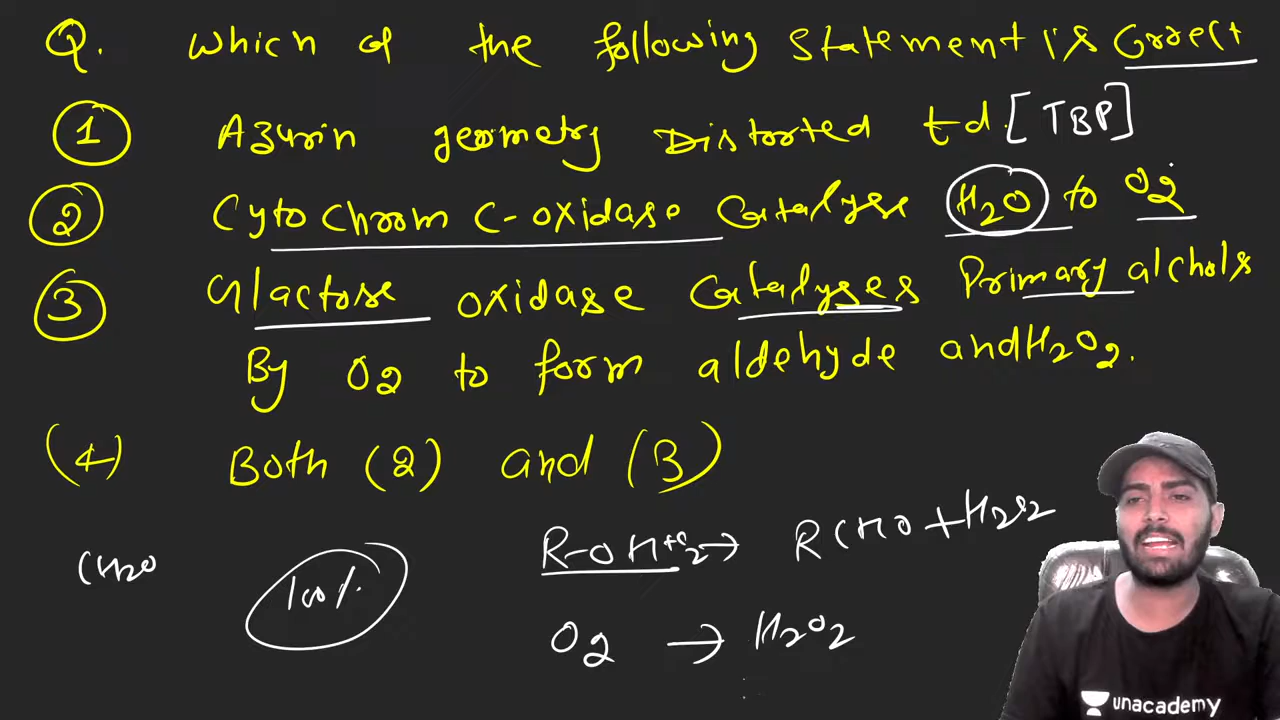 Q. Which of the following statement is Correct
1 Azurin geometry Distorted td. [TBP]
2 Cytochrom C-oxidase Catalyse H2O to O2
3 Glactose oxidase Catalyses Primary alchols
By O2 to form aldehyde and H2O2.
(4) Both (2) and (3)
R-OH+O2→ RCHO+H2O2
CH2O 100%.
O2 → H2O2
unacademy